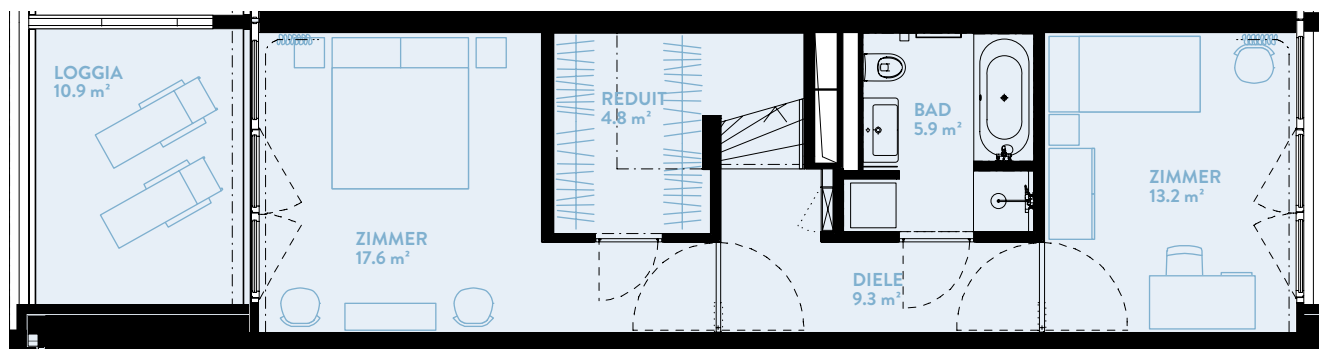 LOGGIA
10.9 m²
ZIMMER
17.6 m²
REDUIT
4.8 m²
BAD
5.9 m²
DIELE
9.3 m²
ZIMMER
13.2 m²